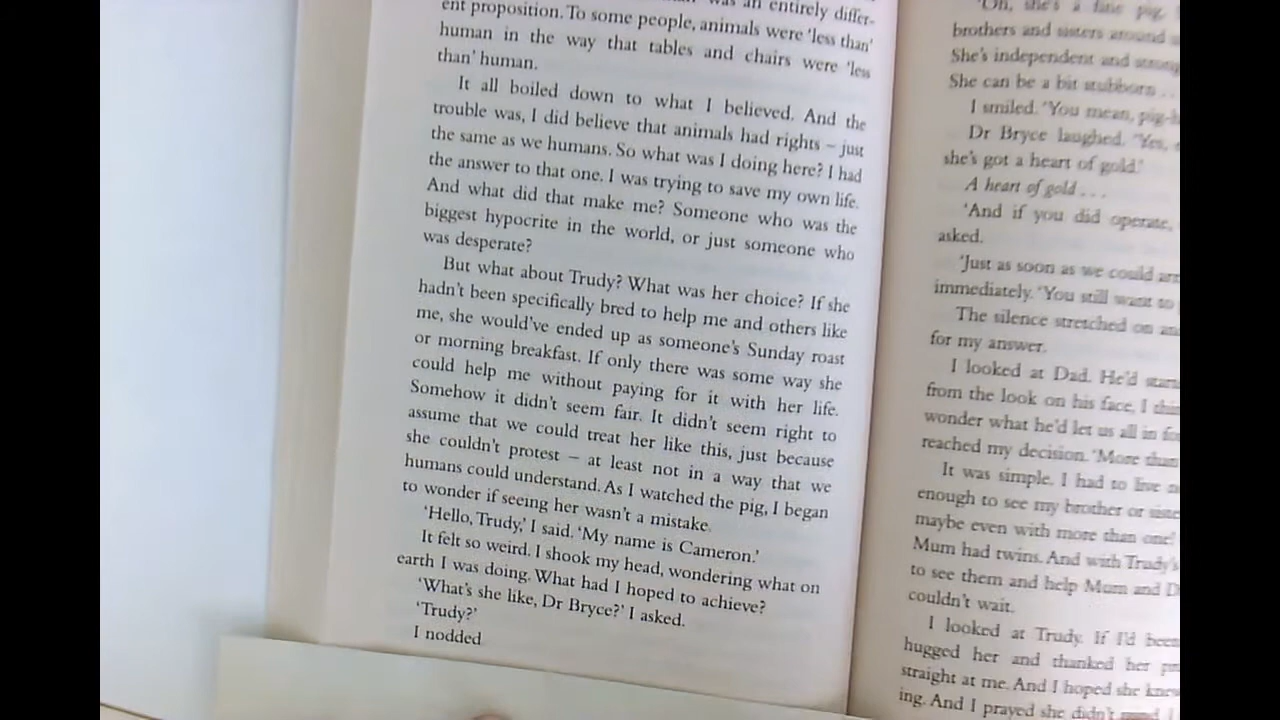 was an entirely differ-
ent proposition. To some people, animals were 'less than'
human in the way that tables and chairs were 'less
than' human.
It all boiled down to what I believed. And the
trouble was, I did believe that animals had rights – just
the same as we humans. So what was I doing here? I had
the answer to that one. I was trying to save my own life.
And what did that make me? Someone who was the
biggest hypocrite in the world, or just someone who
was desperate?
But what about Trudy? What was her choice? If she
hadn't been specifically bred to help me and others like
me, she would've ended up as someone's Sunday roast
or morning breakfast. If only there was some way she
could help me without paying for it with her life.
Somehow it didn't seem fair. It didn't seem right to
assume that we could treat her like this, just because
she couldn't protest – at least not in a way that we
humans could understand. As I watched the pig, I began
to wonder if seeing her wasn't a mistake.
'Hello, Trudy,' I said. 'My name is Cameron.'
It felt so weird. I shook my head, wondering what on
earth I was doing. What had I hoped to achieve?
'What's she like, Dr Bryce?' I asked.
'Trudy?'
I nodded
'Oh, she's a fine pig,
brothers and sisters around
She's independent and strong
She can be a bit stubborn . .
I smiled. 'You mean, pig-
Dr Bryce laughed. 'Yes,
she's got a heart of gold.'
A heart of gold . . .
'And if you did operate,
asked.
'Just as soon as we could
immediately. 'You still want to
The silence stretched on
for my answer.
I looked at Dad. He'd
from the look on his face, I
wonder what he'd let us all in
reached my decision. 'More than
It was simple. I had to live
enough to see my brother or
maybe even with more than one!
Mum had twins. And with Trudy's
to see them and help Mum and
couldn't wait.
I looked at Trudy. If I'd been
hugged her and thanked her
straight at me. And I hoped she
ing. And I prayed she didn't